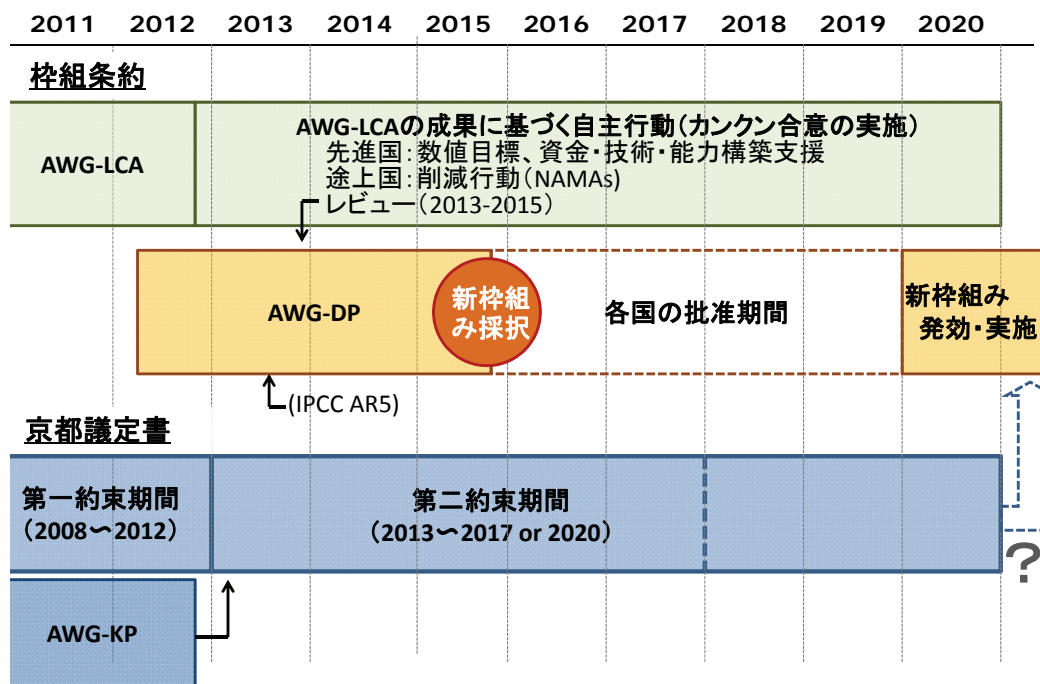 2011 2012 2013 2014 2015 2016 2017 2018 2019 2020
枠組条約
AWG-LCA
AWG-LCAの成果に基づく自主行動(カンクン合意の実施)
先進国:数値目標、資金・技術・能力構築支援
途上国:削減行動(NAMAs)
レビュー(2013-2015)
AWG-DP
新枠組
み採択
各国の批准期間
新枠組み
発効・実施
(IPCC AR5)
京都議定書
第一約束期間
(2008~2012)
第二約束期間
(2013~2017 or 2020)
?
AWG-KP